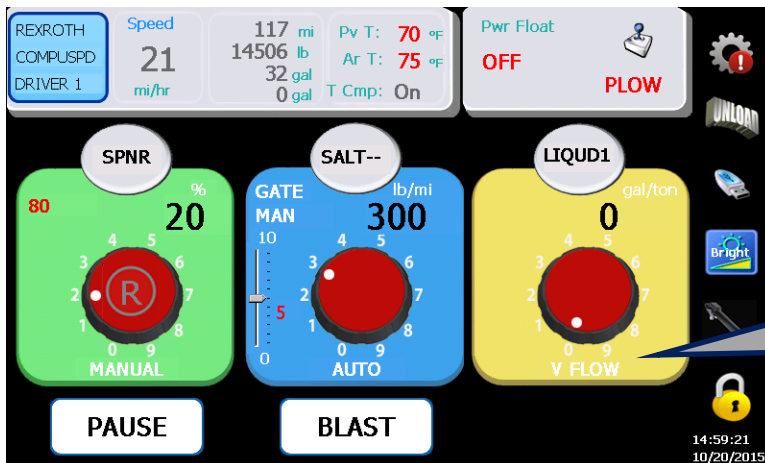 REXROTH
COMPUSPD
DRIVER 1
Speed
21
mi/hr
117 mi
14506 lb
32 gal
0 gal
Pv T: 70 °F
Ar T: 75 °F
T Cmp: On
Pwr Float
OFF
PLOW
UNLOAD
SPNR
80
%
20
4 5
3 6
2 R 7
1 8
0 9
MANUAL
SALT--
GATE
MAN
lb/mi
300
10
5
0
4 5
3 6
2 7
1 8
0 9
AUTO
LIQUD1
gal/ton
0
4 5
3 6
2 7
1 8
0 9
V FLOW
Bright
PAUSE
BLAST
14:59:21
10/20/2015